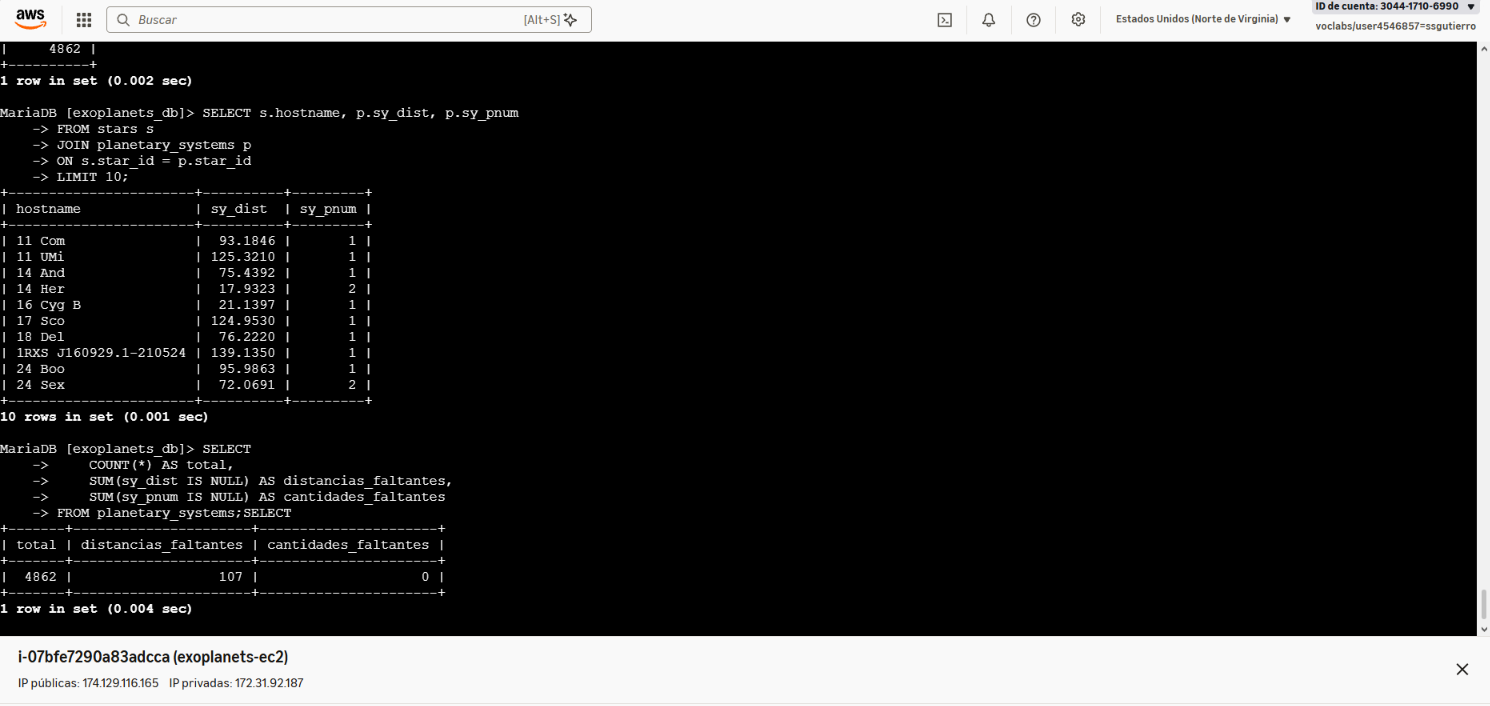 aws
Buscar [Alt+S] Estados Unidos (Norte de Virginia) ▼ ID de cuenta: 3044-1710-6990 ▼
voclabs/user4546857=ssgutierro
|     4862 |
+----------+
1 row in set (0.002 sec)
MariaDB [exoplanets_db]> SELECT s.hostname, p.sy_dist, p.sy_pnum
    -> FROM stars s
    -> JOIN planetary_systems p
    -> ON s.star_id = p.star_id
    -> LIMIT 10;
+-----------------------+----------+---------+
| hostname              | sy_dist  | sy_pnum |
+-----------------------+----------+---------+
| 11 Com                |  93.1846 |       1 |
| 11 UMi                | 125.3210 |       1 |
| 14 And                |  75.4392 |       1 |
| 14 Her                |  17.9323 |       2 |
| 16 Cyg B              |  21.1397 |       1 |
| 17 Sco                | 124.9530 |       1 |
| 18 Del                |  76.2220 |       1 |
| 1RXS J160929.1-210524 | 139.1350 |       1 |
| 24 Boo                |  95.9863 |       1 |
| 24 Sex                |  72.0691 |       2 |
+-----------------------+----------+---------+
10 rows in set (0.001 sec)
MariaDB [exoplanets_db]> SELECT
    ->     COUNT(*) AS total,
    ->     SUM(sy_dist IS NULL) AS distancias_faltantes,
    ->     SUM(sy_pnum IS NULL) AS cantidades_faltantes
    -> FROM planetary_systems;SELECT
+-------+----------------------+----------------------+
| total | distancias_faltantes | cantidades_faltantes |
+-------+----------------------+----------------------+
|  4862 |                  107 |                    0 |
+-------+----------------------+----------------------+
1 row in set (0.004 sec)
i-07bfe7290a83adcca (exoplanets-ec2)
IP públicas: 174.129.116.165 IP privadas: 172.31.92.187